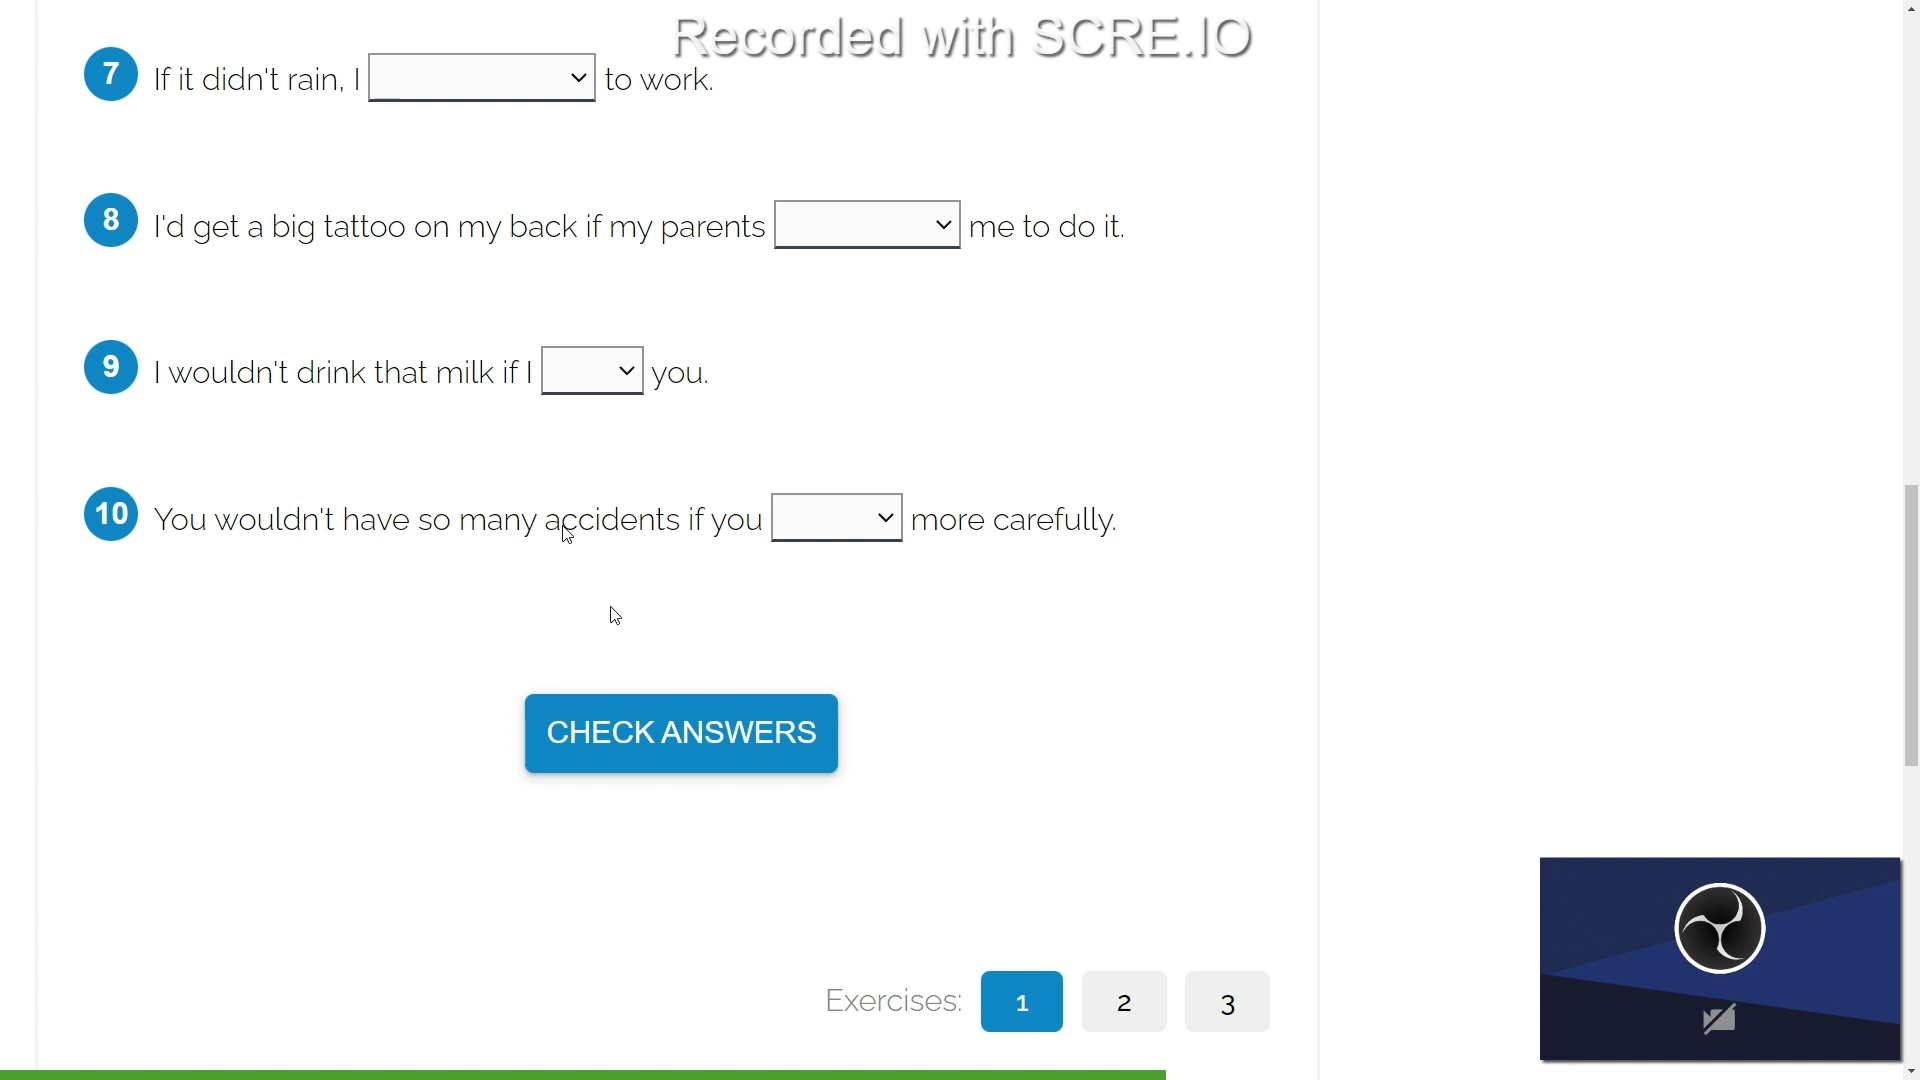 Recorded with SCRE.IO
7 If it didn't rain, I to work.
8 I'd get a big tattoo on my back if my parents me to do it.
9 I wouldn't drink that milk if I you.
10 You wouldn't have so many accidents if you more carefully.
CHECK ANSWERS
Exercises: 1 2 3